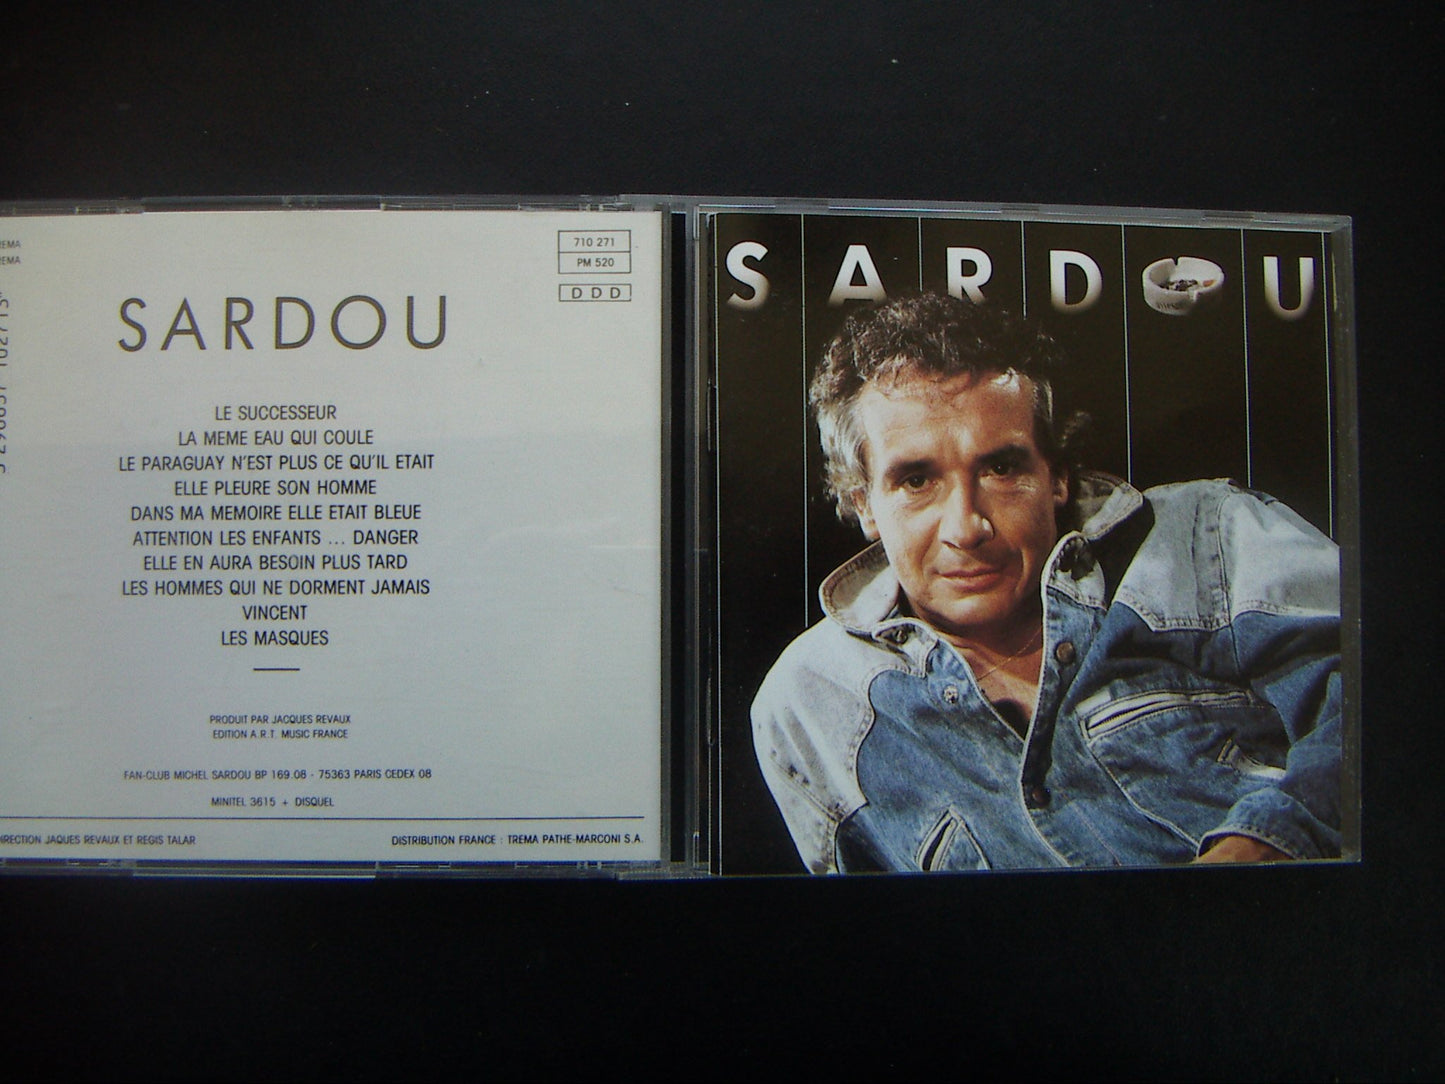 REMA
REMA
710 271
PM 520
DDD
SARDOU
LE SUCCESSEUR
LA MEME EAU QUI COULE
LE PARAGUAY N'EST PLUS CE QU'IL ETAIT
ELLE PLEURE SON HOMME
DANS MA MEMOIRE ELLE ETAIT BLEUE
ATTENTION LES ENFANTS ... DANGER
ELLE EN AURA BESOIN PLUS TARD
LES HOMMES QUI NE DORMENT JAMAIS
VINCENT
LES MASQUES
PRODUIT PAR JACQUES REVAUX
EDITION A.R.T. MUSIC FRANCE
FAN-CLUB MICHEL SARDOU BP 169.08 - 75363 PARIS CEDEX 08
MINITEL 3615 + DISQUEL
IRECTION JAQUES REVAUX ET REGIS TALAR
DISTRIBUTION FRANCE : TREMA PATHE-MARCONI S.A.
SARDOU